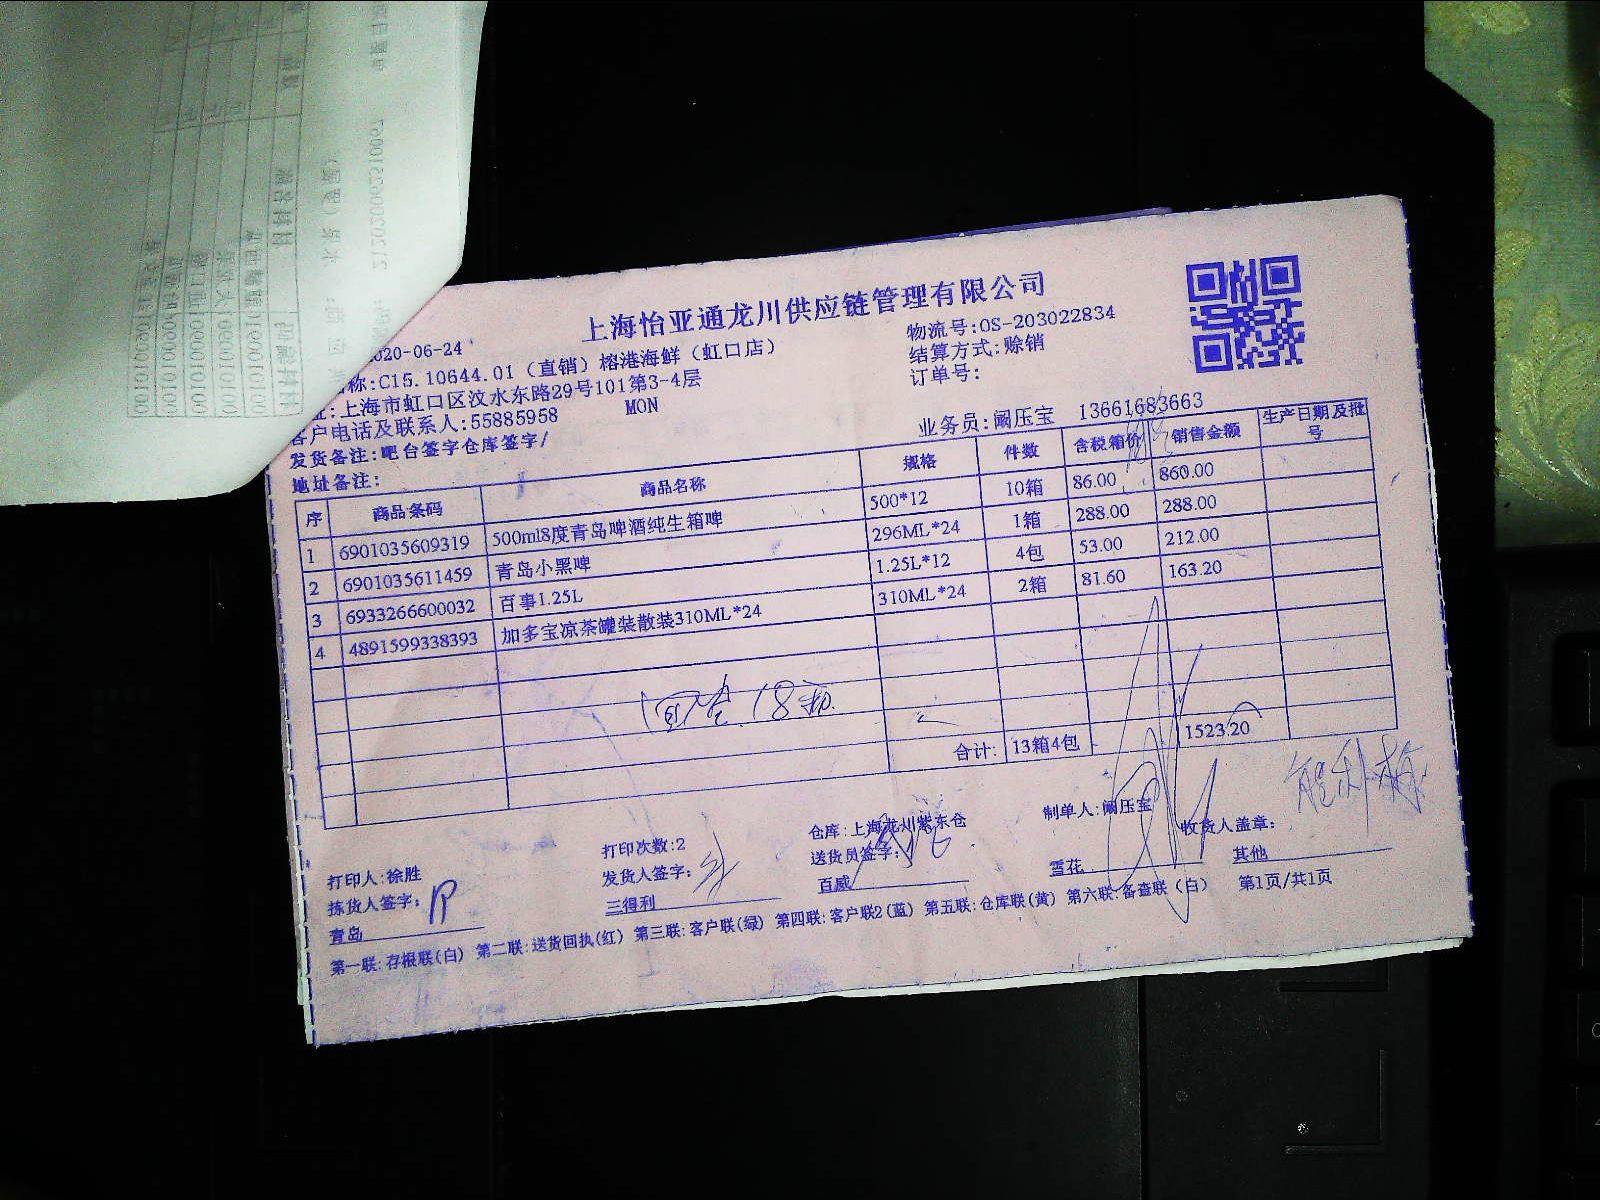 上海怡亚通龙川供应链管理有限公司
2020-06-24
物流号:OS-203022834
称:C15.10644.01（直销）榕港海鲜（虹口店）
结算方式:赊销
:上海市虹口区汶水东路29号101第3-4层
订单号:
客户电话及联系人:55885958 MON
业务员:阚压宝 13661683663
发货备注:吧台签字仓库签字/
地址备注:
序 商品条码 商品名称 规格 件数 含税箱价 销售金额 生产日期及批号
1 6901035609319 500ml8度青岛啤酒纯生箱啤 500*12 10箱 86.00 860.00
2 6901035611459 青岛小黑啤 296ML*24 1箱 288.00 288.00
3 6933266600032 百事1.25L 1.25L*12 4包 53.00 212.00
4 4891599338393 加多宝凉茶罐装散装310ML*24 310ML*24 2箱 81.60 163.20
18
合计: 13箱4包 1523.20
打印人:徐胜 打印次数:2 仓库:上海龙川紫东仓 制单人:阚压宝
拣货人签字: 发货人签字: 送货员签字: 收货人盖章:
青岛 三得利 百威 雪花 其他
第一联:存根联(白) 第二联:送货回执(红) 第三联:客户联(绿) 第四联:客户联2(蓝) 第五联:仓库联(黄) 第六联:备查联(白) 第1页/共1页